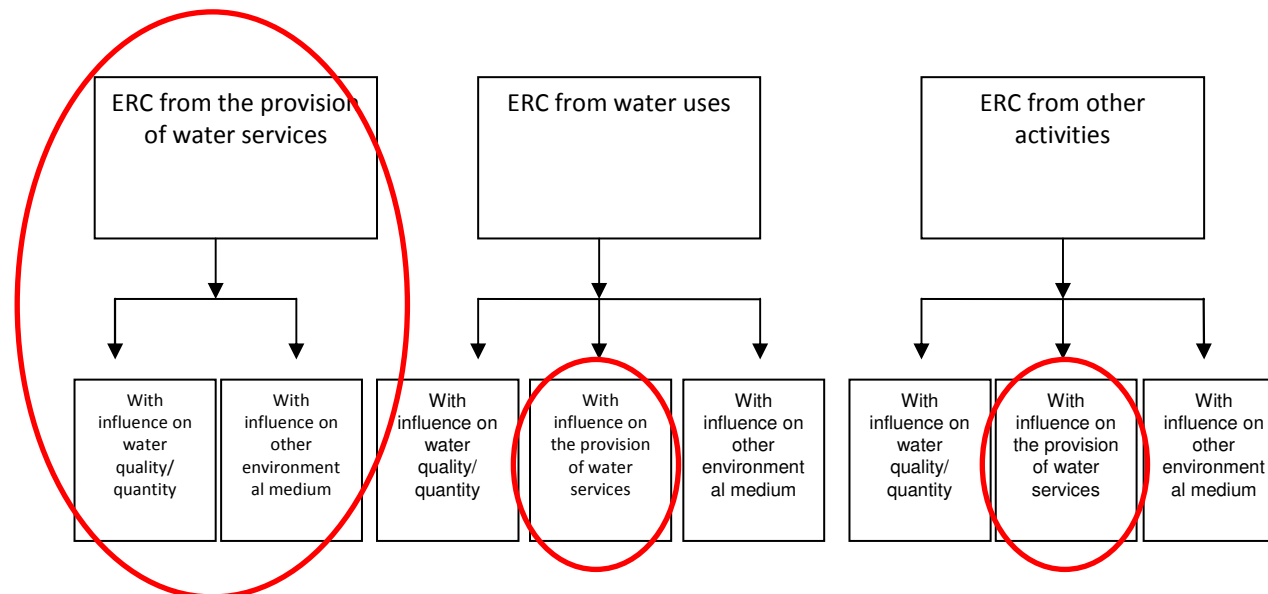 ERC from the provision
of water services
ERC from water uses
ERC from other
activities
With
influence on
water
quality/
quantity
With
influence on
other
environment
al medium
With
influence on
water
quality/
quantity
With
influence on
the provision
of water
services
With
influence on
other
environment
al medium
With
influence on
water
quality/
quantity
With
influence on
the provision
of water
services
With
influence on
other
environment
al medium